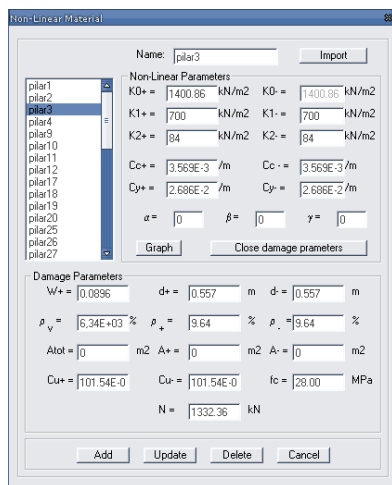 Non-Linear Material
Name: pilar3 Import
pilar1
pilar2
pilar3
pilar4
pilar9
pilar10
pilar11
pilar12
pilar17
pilar18
pilar19
pilar20
pilar25
pilar26
pilar27
Non-Linear Parameters
K0+ = 1400.86 kN/m2 K0- = 1400.86 kN/m2
K1+ = 700 kN/m2 K1- = 700 kN/m2
K2+ = 84 kN/m2 K2- = 84 kN/m2
Cc+ = 3.569E-3 /m Cc - = 3.569E-3 /m
Cy+ = 2.686E-2 /m Cy- = 2.686E-2 /m
α = 0 β = 0 γ = 0
Graph Close damage prameters
Damage Parameters
W+ = 0.0896 d+ = 0.557 m d- = 0.557 m
ρv = 6,34E+03 % ρ+ = 9.64 % ρ- = 9.64 %
Atot = 0 m2 A+ = 0 m2 A- = 0 m2
Cu+ = 101.54E-0 Cu- = 101.54E-0 fc = 28.00 MPa
N = 1332.36 kN
Add Update Delete Cancel